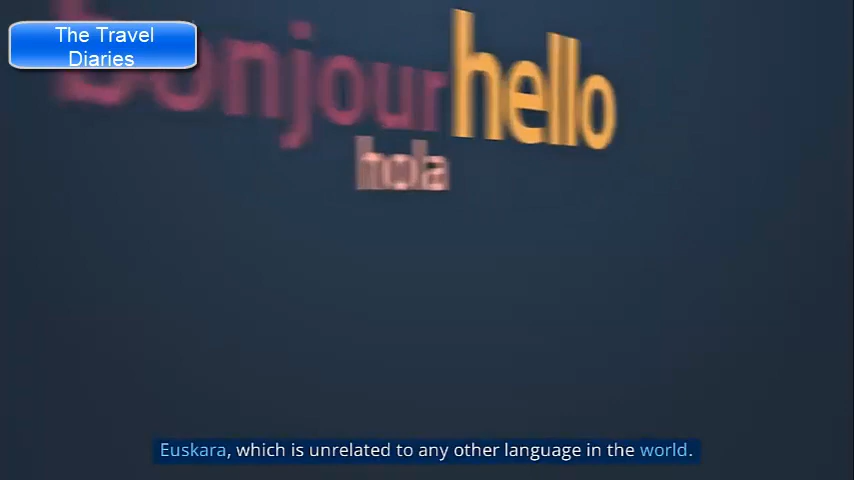 The Travel
Diaries
Bonjour
hello
hola
Euskara, which is unrelated to any other language in the world.